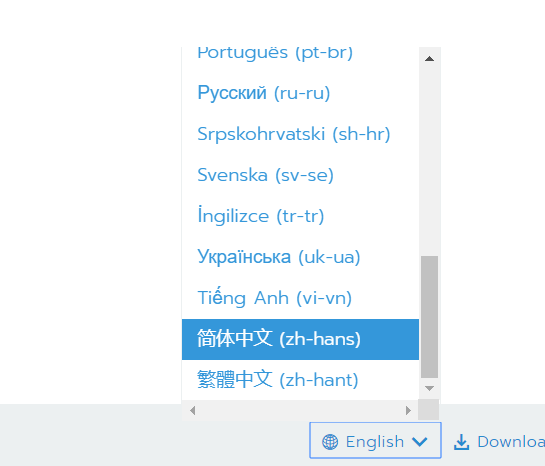 Português (pt-br)
Русский (ru-ru)
Srpskohrvatski (sh-hr)
Svenska (sv-se)
İngilizce (tr-tr)
Українська (uk-ua)
Tiếng Anh (vi-vn)
简体中文 (zh-hans)
繁體中文 (zh-hant)
English Downloa